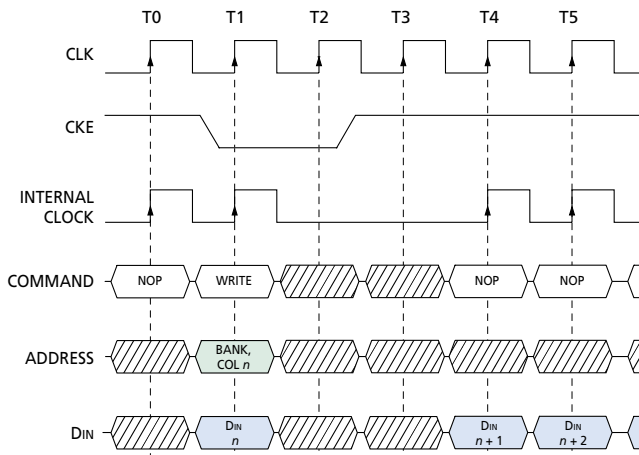 T0 T1 T2 T3 T4 T5
CLK
CKE
INTERNAL
CLOCK
COMMAND NOP WRITE NOP NOP
ADDRESS BANK,
COL n
DIN DIN DIN DIN
n n + 1 n + 2